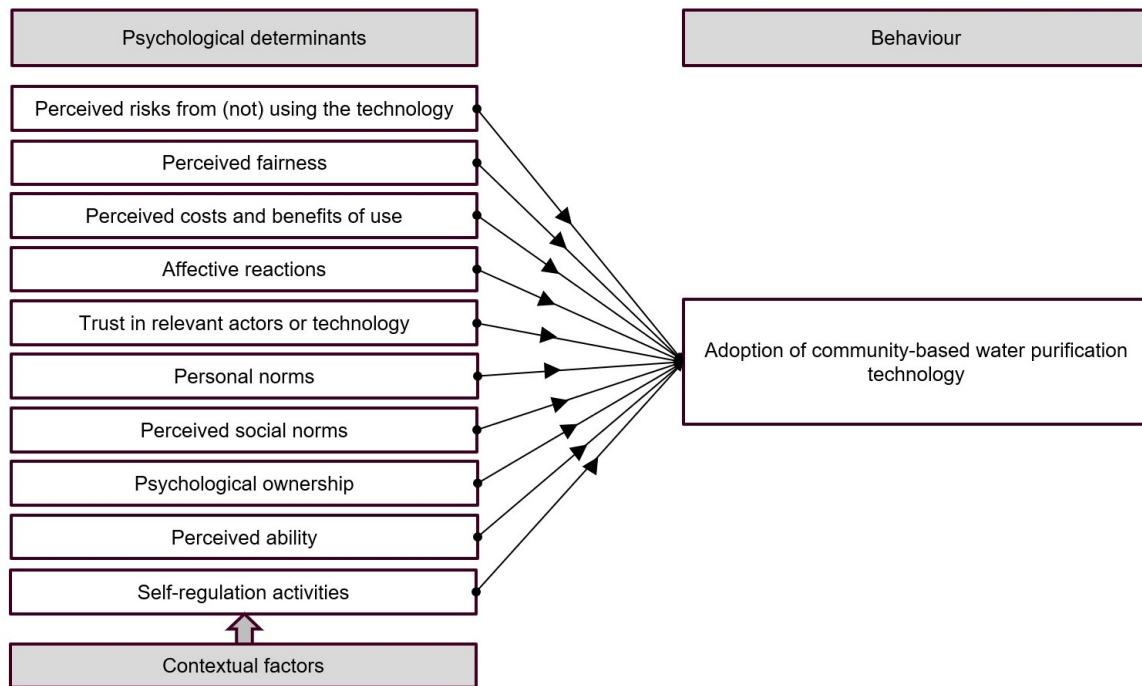 Psychological determinants
Behaviour
Perceived risks from (not) using the technology
Perceived fairness
Perceived costs and benefits of use
Affective reactions
Trust in relevant actors or technology
Personal norms
Perceived social norms
Psychological ownership
Perceived ability
Self-regulation activities
Contextual factors
Adoption of community-based water purification
technology